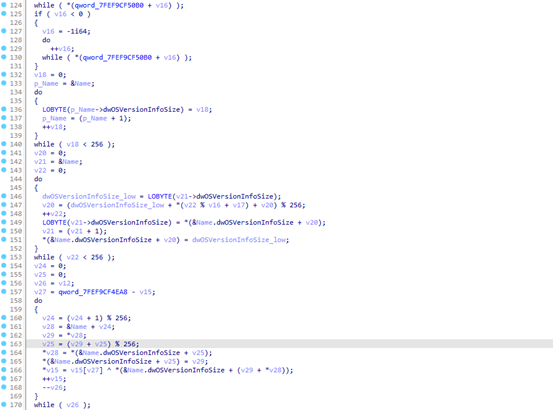 124 while ( *(qword_7FEF9CF50B0 + v16) );
125 if ( v16 < 0 )
126 {
127 v16 = -1i64;
128 do
129 ++v16;
130 while ( *(qword_7FEF9CF50B0 + v16) );
131 }
132 v18 = 0;
133 p_Name = &Name;
134 do
135 {
136 LOBYTE(p_Name->dwOSVersionInfoSize) = v18;
137 p_Name = (p_Name + 1);
138 ++v18;
139 }
140 while ( v18 < 256 );
141 v20 = 0;
142 v21 = &Name;
143 v22 = 0;
144 do
145 {
146 dwOSVersionInfoSize_low = LOBYTE(v21->dwOSVersionInfoSize);
147 v20 = (dwOSVersionInfoSize_low + *(v22 % v16 + v17) + v20) % 256;
148 ++v22;
149 LOBYTE(v21->dwOSVersionInfoSize) = *(&Name.dwOSVersionInfoSize + v20);
150 v21 = (v21 + 1);
151 *(&Name.dwOSVersionInfoSize + v20) = dwOSVersionInfoSize_low;
152 }
153 while ( v22 < 256 );
154 v24 = 0;
155 v25 = 0;
156 v26 = v12;
157 v27 = qword_7FEF9CF4EA8 - v15;
158 do
159 {
160 v24 = (v24 + 1) % 256;
161 v28 = &Name + v24;
162 v29 = *v28;
163 v25 = (v29 + v25) % 256;
164 *v28 = *(&Name.dwOSVersionInfoSize + v25);
165 *(&Name.dwOSVersionInfoSize + v25) = v29;
166 *v15 = v15[v27] ^ *(&Name.dwOSVersionInfoSize + (v29 + *v28));
167 ++v15;
168 --v26;
169 }
170 while ( v26 );